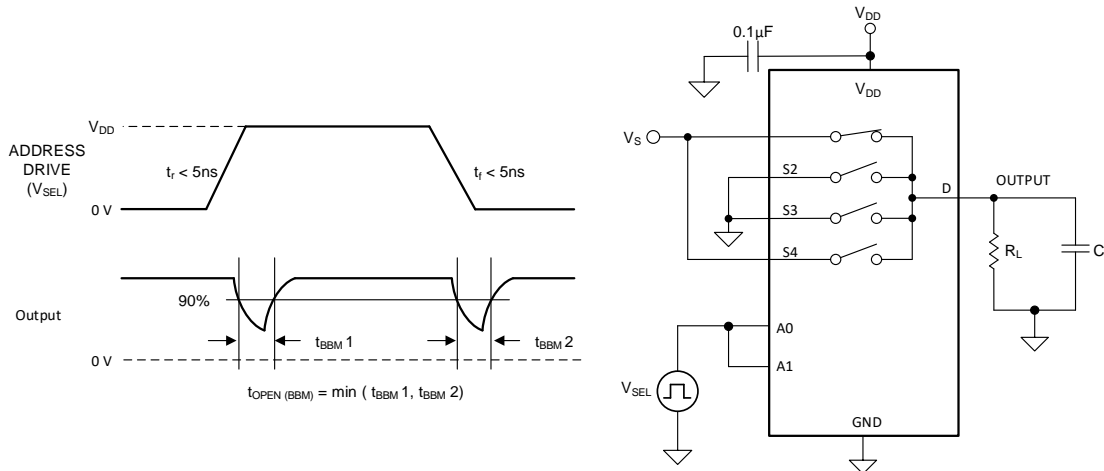 V_DD
ADDRESS
DRIVE
(V_SEL)
t_r < 5ns
t_f < 5ns
0 V
90%
Output
t_BBM 1
t_BBM 2
0 V
t_OPEN (BBM) = min ( t_BBM 1, t_BBM 2)
V_DD
0.1µF
V_DD
V_S
S2
S3
S4
D
OUTPUT
R_L
C
A0
A1
V_SEL
GND